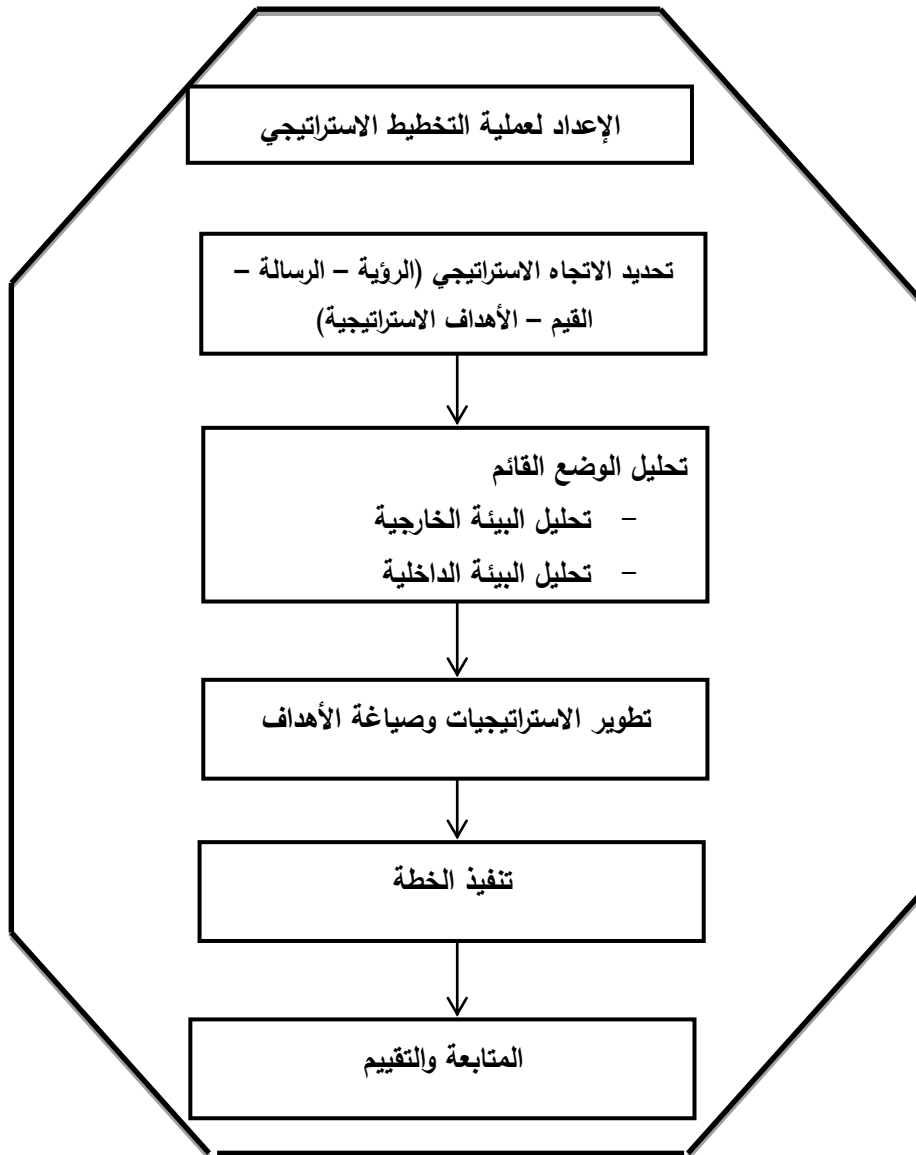 الإعداد لعملية التخطيط الاستراتيجي
تحديد الاتجاه الاستراتيجي (الرؤية – الرسالة –
القيم – الأهداف الاستراتيجية)
تحليل الوضع القائم
- تحليل البيئة الخارجية
- تحليل البيئة الداخلية
تطوير الاستراتيجيات وصياغة الأهداف
تنفيذ الخطة
المتابعة والتقييم